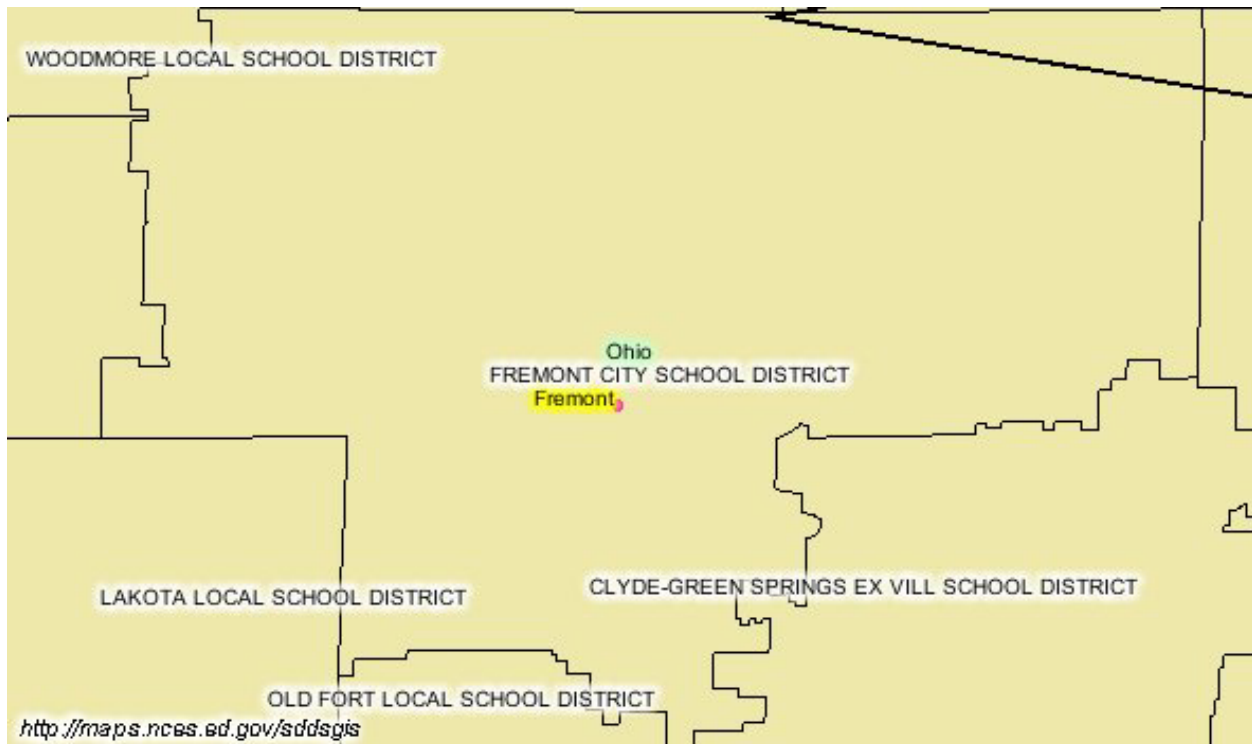 WOODMORE LOCAL SCHOOL DISTRICT
Ohio
FREMONT CITY SCHOOL DISTRICT
Fremont
CLYDE-GREEN SPRINGS EX VILL SCHOOL DISTRICT
LAKOTA LOCAL SCHOOL DISTRICT
OLD FORT LOCAL SCHOOL DISTRICT
http://maps.nces.ed.gov/sddsgis